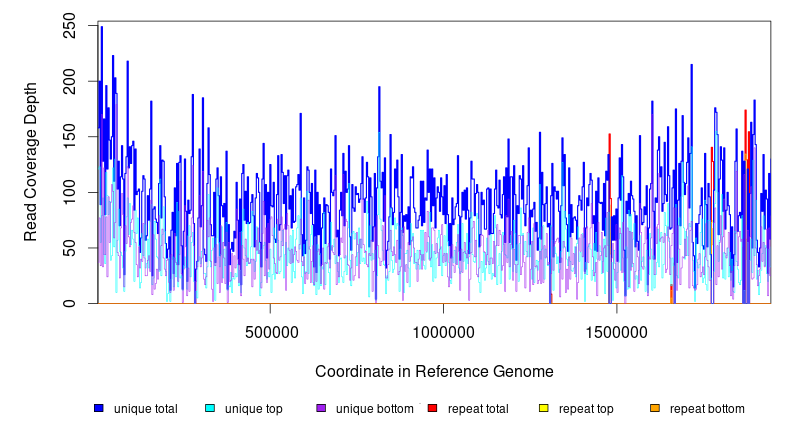 Read Coverage Depth
250
200
150
100
50
0
500000 1000000 1500000
Coordinate in Reference Genome
unique total unique top unique bottom repeat total repeat top repeat bottom